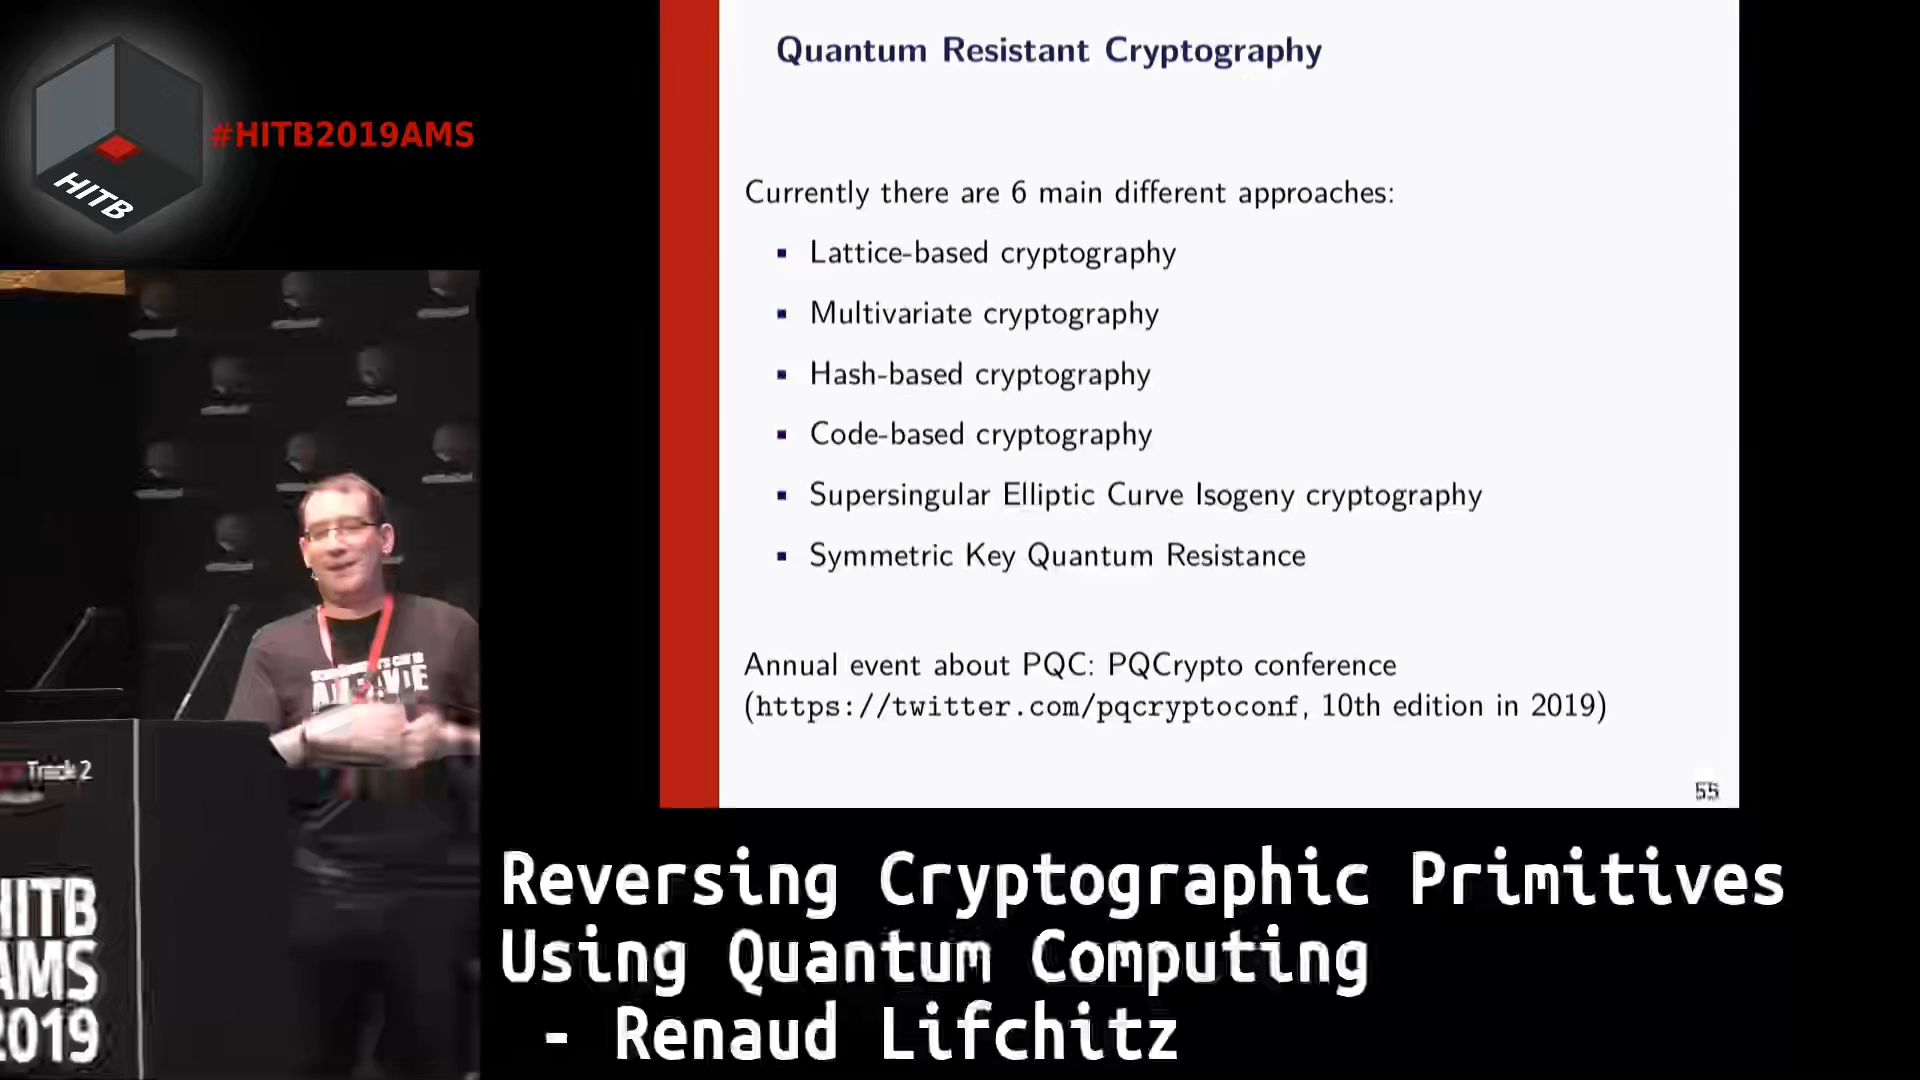 HITB
#HITB2019AMS
Quantum Resistant Cryptography
Currently there are 6 main different approaches:
▪ Lattice-based cryptography
▪ Multivariate cryptography
▪ Hash-based cryptography
▪ Code-based cryptography
▪ Supersingular Elliptic Curve Isogeny cryptography
▪ Symmetric Key Quantum Resistance
Annual event about PQC: PQCrypto conference
(https://twitter.com/pqcryptoconf, 10th edition in 2019)
55
Track 2
HITB
AMS
2019
Reversing Cryptographic Primitives
Using Quantum Computing
- Renaud Lifchitz